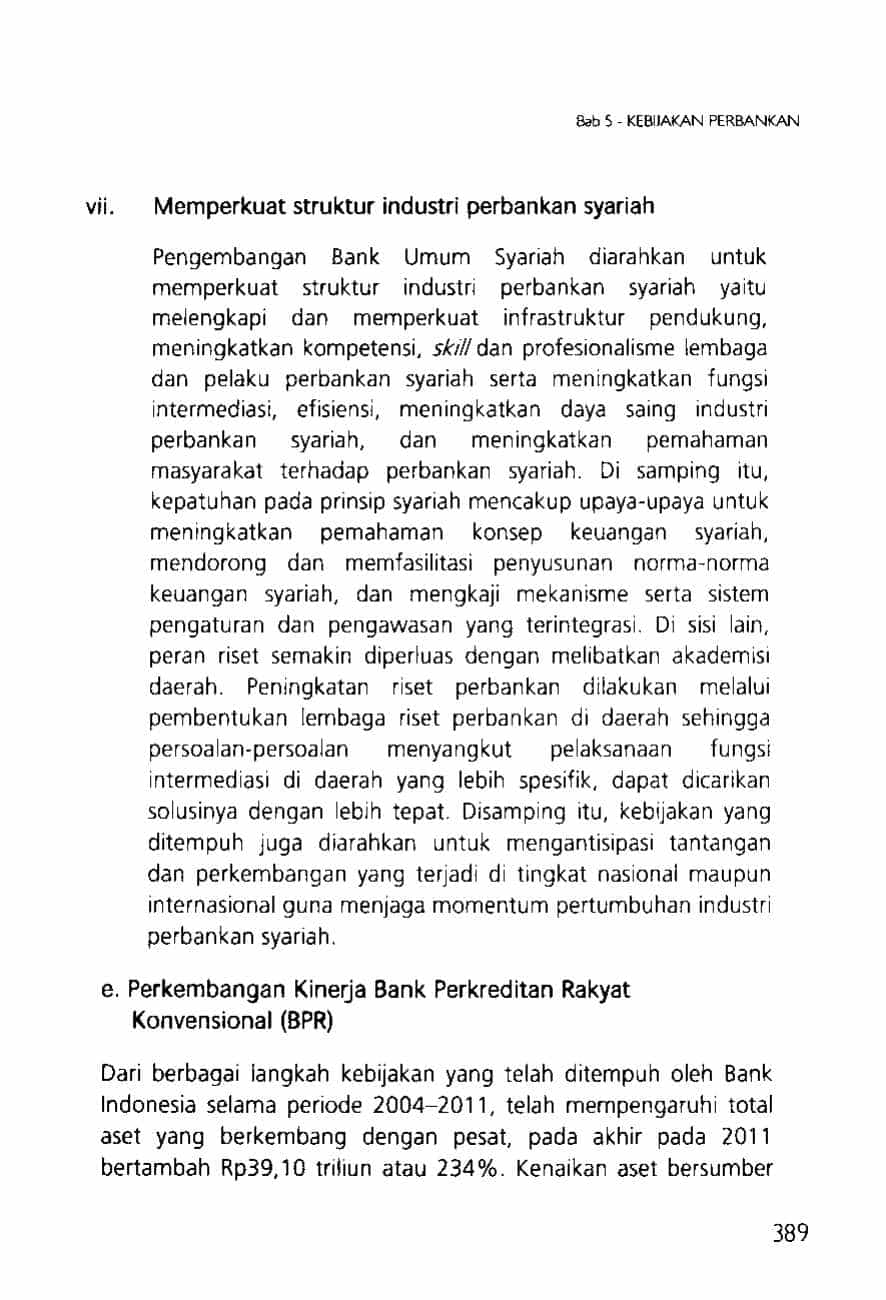 Bab 5 - KEBIJAKAN PERBANKAN
vii. Memperkuat struktur industri perbankan syariah
Pengembangan Bank Umum Syariah diarahkan untuk
memperkuat struktur industri perbankan syariah yaitu
melengkapi dan memperkuat infrastruktur pendukung,
meningkatkan kompetensi, skill dan profesionalisme lembaga
dan pelaku perbankan syariah serta meningkatkan fungsi
intermediasi, efisiensi, meningkatkan daya saing industri
perbankan syariah, dan meningkatkan pemahaman
masyarakat terhadap perbankan syariah. Di samping itu,
kepatuhan pada prinsip syariah mencakup upaya-upaya untuk
meningkatkan pemahaman konsep keuangan syariah,
mendorong dan memfasilitasi penyusunan norma-norma
keuangan syariah, dan mengkaji mekanisme serta sistem
pengaturan dan pengawasan yang terintegrasi. Di sisi lain,
peran riset semakin diperluas dengan melibatkan akademisi
daerah. Peningkatan riset perbankan dilakukan melalui
pembentukan lembaga riset perbankan di daerah sehingga
persoalan-persoalan menyangkut pelaksanaan fungsi
intermediasi di daerah yang lebih spesifik, dapat dicarikan
solusinya dengan lebih tepat. Disamping itu, kebijakan yang
ditempuh juga diarahkan untuk mengantisipasi tantangan
dan perkembangan yang terjadi di tingkat nasional maupun
internasional guna menjaga momentum pertumbuhan industri
perbankan syariah.
e. Perkembangan Kinerja Bank Perkreditan Rakyat
Konvensional (BPR)
Dari berbagai langkah kebijakan yang telah ditempuh oleh Bank
Indonesia selama periode 2004–2011, telah mempengaruhi total
aset yang berkembang dengan pesat, pada akhir pada 2011
bertambah Rp39,10 triliun atau 234%. Kenaikan aset bersumber
389